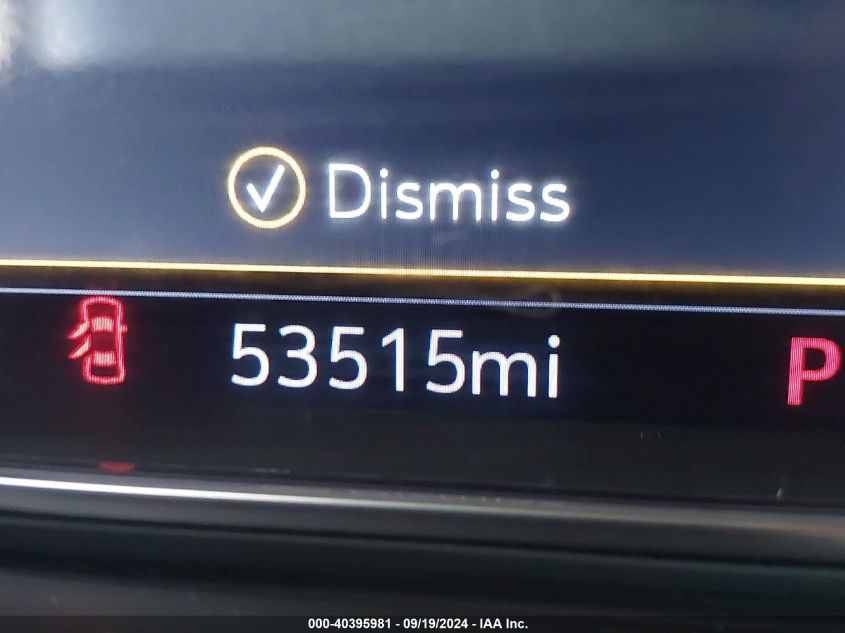 Dismiss
53515mi
P
000-40395981 - 09/19/2024 - IAA Inc.